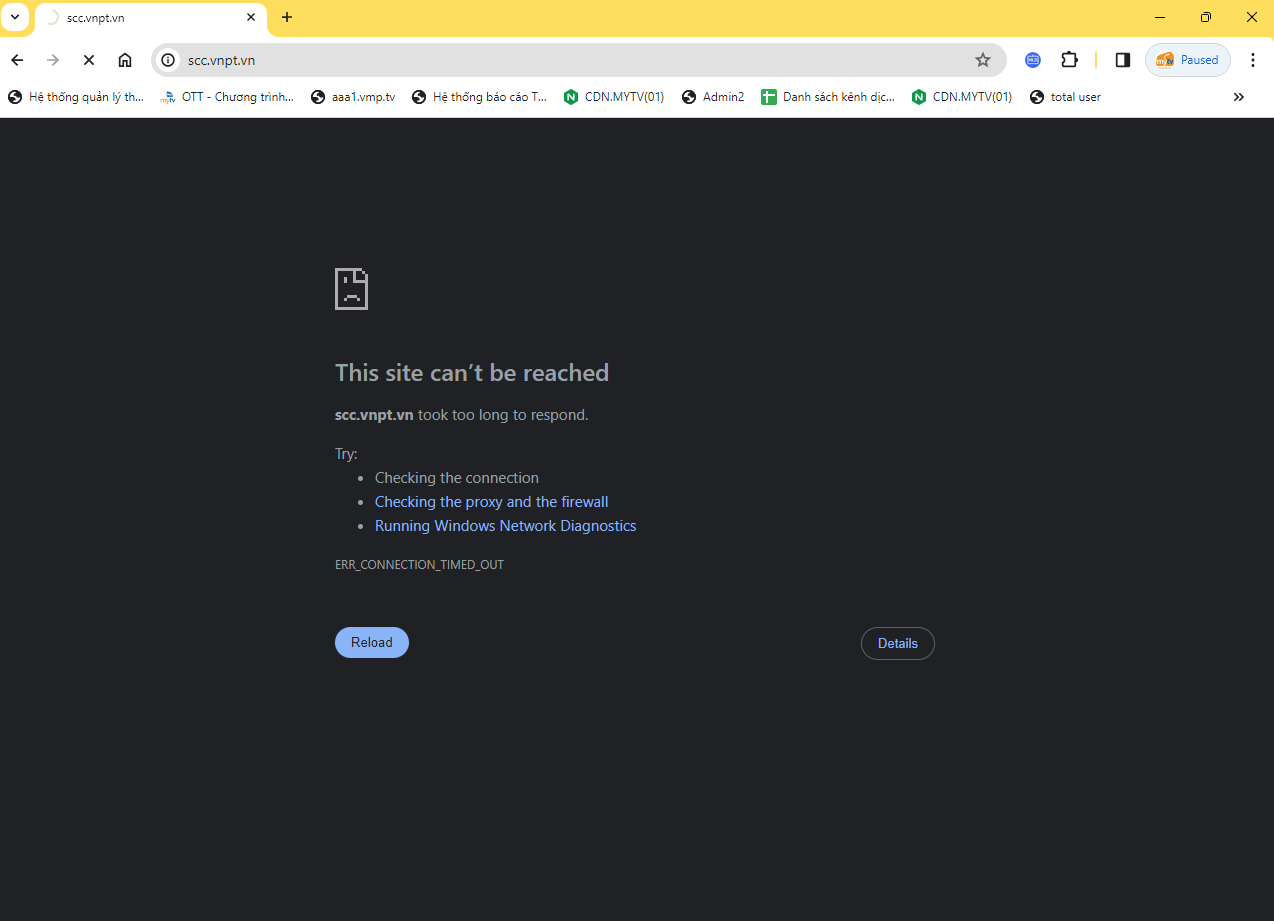 scc.vnpt.vn
scc.vnpt.vn
Paused
Hệ thống quản lý th... OTT - Chương trình... aaa1.vmp.tv Hệ thống báo cáo T... CDN.MYTV(01) Admin2 Danh sách kênh dịc... CDN.MYTV(01) total user
This site can’t be reached
scc.vnpt.vn took too long to respond.
Try:
• Checking the connection
• Checking the proxy and the firewall
• Running Windows Network Diagnostics
ERR_CONNECTION_TIMED_OUT
Reload
Details